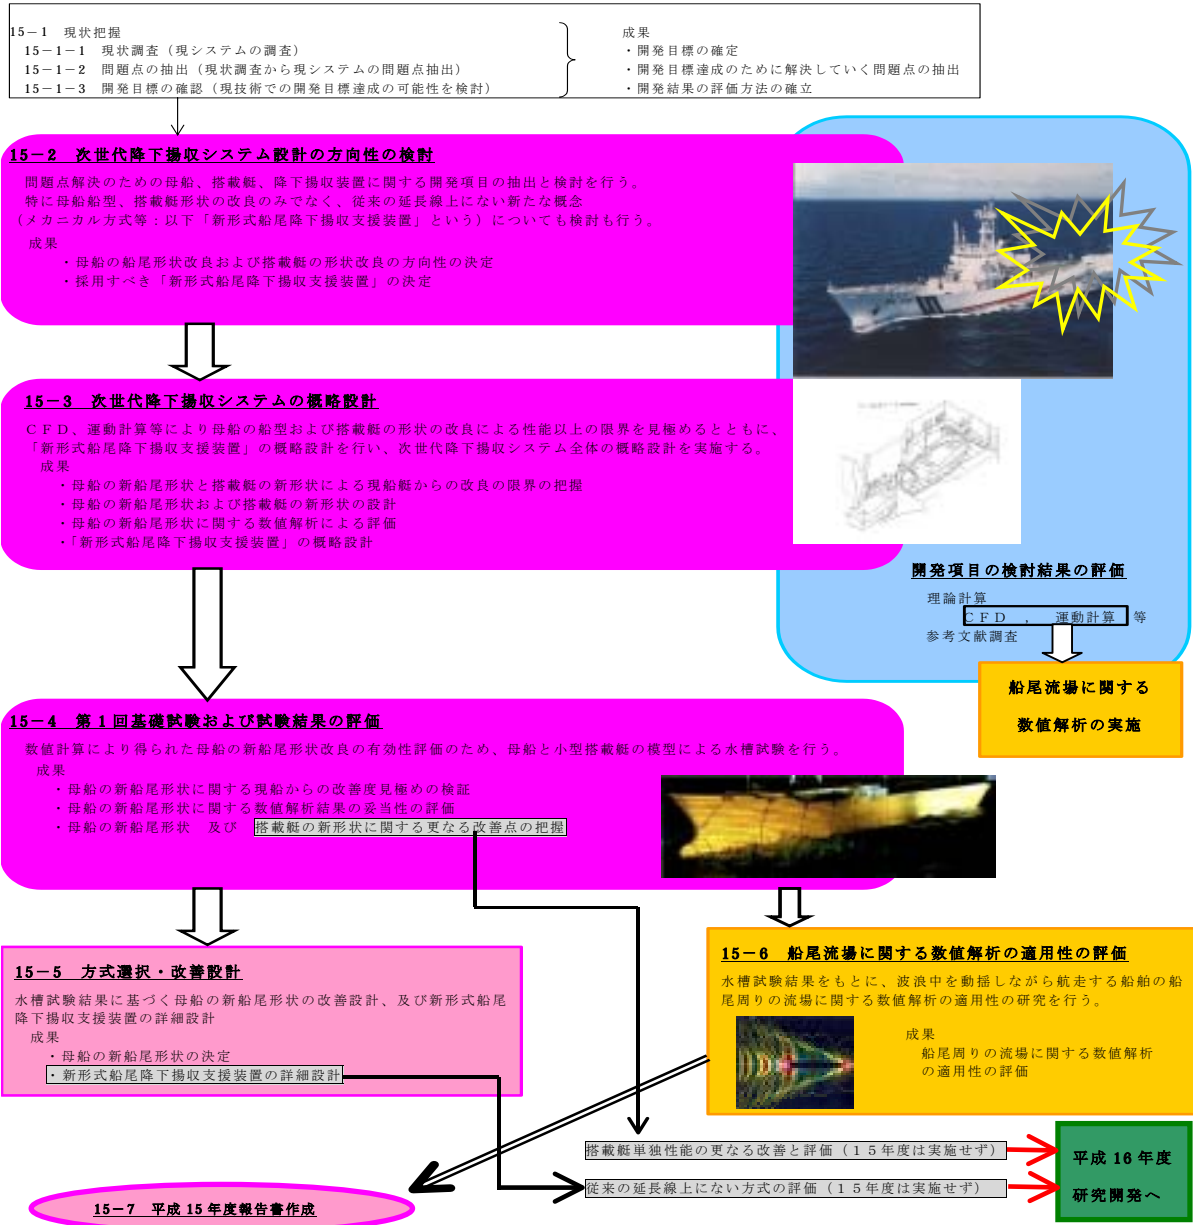 15－1　現状把握
15－1－1　現状調査（現システムの調査）
15－1－2　問題点の抽出（現状調査から現システムの問題点抽出）
15－1－3　開発目標の確認（現技術での開発目標達成の可能性を検討）
成果
・開発目標の確定
・開発目標達成のために解決していく問題点の抽出
・開発結果の評価方法の確立
15－2　次世代降下揚収システム設計の方向性の検討
問題点解決のための母船、搭載艇、降下揚収装置に関する開発項目の抽出と検討を行う。
特に母船船型、搭載艇形状の改良のみでなく、従来の延長線上にない新たな概念
（メカニカル方式等：以下「新形式船尾降下揚収支援装置」という）についても検討も行う。
成果
・母船の船尾形状改良および搭載艇の形状改良の方向性の決定
・採用すべき「新形式船尾降下揚収支援装置」の決定
15－3　次世代降下揚収システムの概略設計
ＣＦＤ、運動計算等により母船の船型および搭載艇の形状の改良による性能以上の限界を見極めるとともに、
「新形式船尾降下揚収支援装置」の概略設計を行い、次世代降下揚収システム全体の概略設計を実施する。
成果
・母船の新船尾形状と搭載艇の新形状による現船艇からの改良の限界の把握
・母船の新船尾形状および搭載艇の新形状の設計
・母船の新船尾形状に関する数値解析による評価
・「新形式船尾降下揚収支援装置」の概略設計
開発項目の検討結果の評価
理論計算
ＣＦＤ　，　運動計算　等
参考文献調査
船尾流場に関する
数値解析の実施
15－4　第1回基礎試験および試験結果の評価
数値計算により得られた母船の新船尾形状改良の有効性評価のため、母船と小型搭載艇の模型による水槽試験を行う。
成果
・母船の新船尾形状に関する現船からの改善度見極めの検証
・母船の新船尾形状に関する数値解析結果の妥当性の評価
・母船の新船尾形状　及び　搭載艇の新形状に関する更なる改善点の把握
15－5　方式選択・改善設計
水槽試験結果に基づく母船の新船尾形状の改善設計、及び新形式船尾
降下揚収支援装置の詳細設計
成果
・母船の新船尾形状の決定
・新形式船尾降下揚収支援装置の詳細設計
15－6　船尾流場に関する数値解析の適用性の評価
水槽試験結果をもとに、波浪中を動揺しながら航走する船舶の船
尾周りの流場に関する数値解析の適用性の研究を行う。
成果
船尾周りの流場に関する数値解析
の適用性の評価
搭載艇単独性能の更なる改善と評価（１５年度は実施せず）
従来の延長線上にない方式の評価（１５年度は実施せず）
平成16年度
研究開発へ
15－7　平成15年度報告書作成